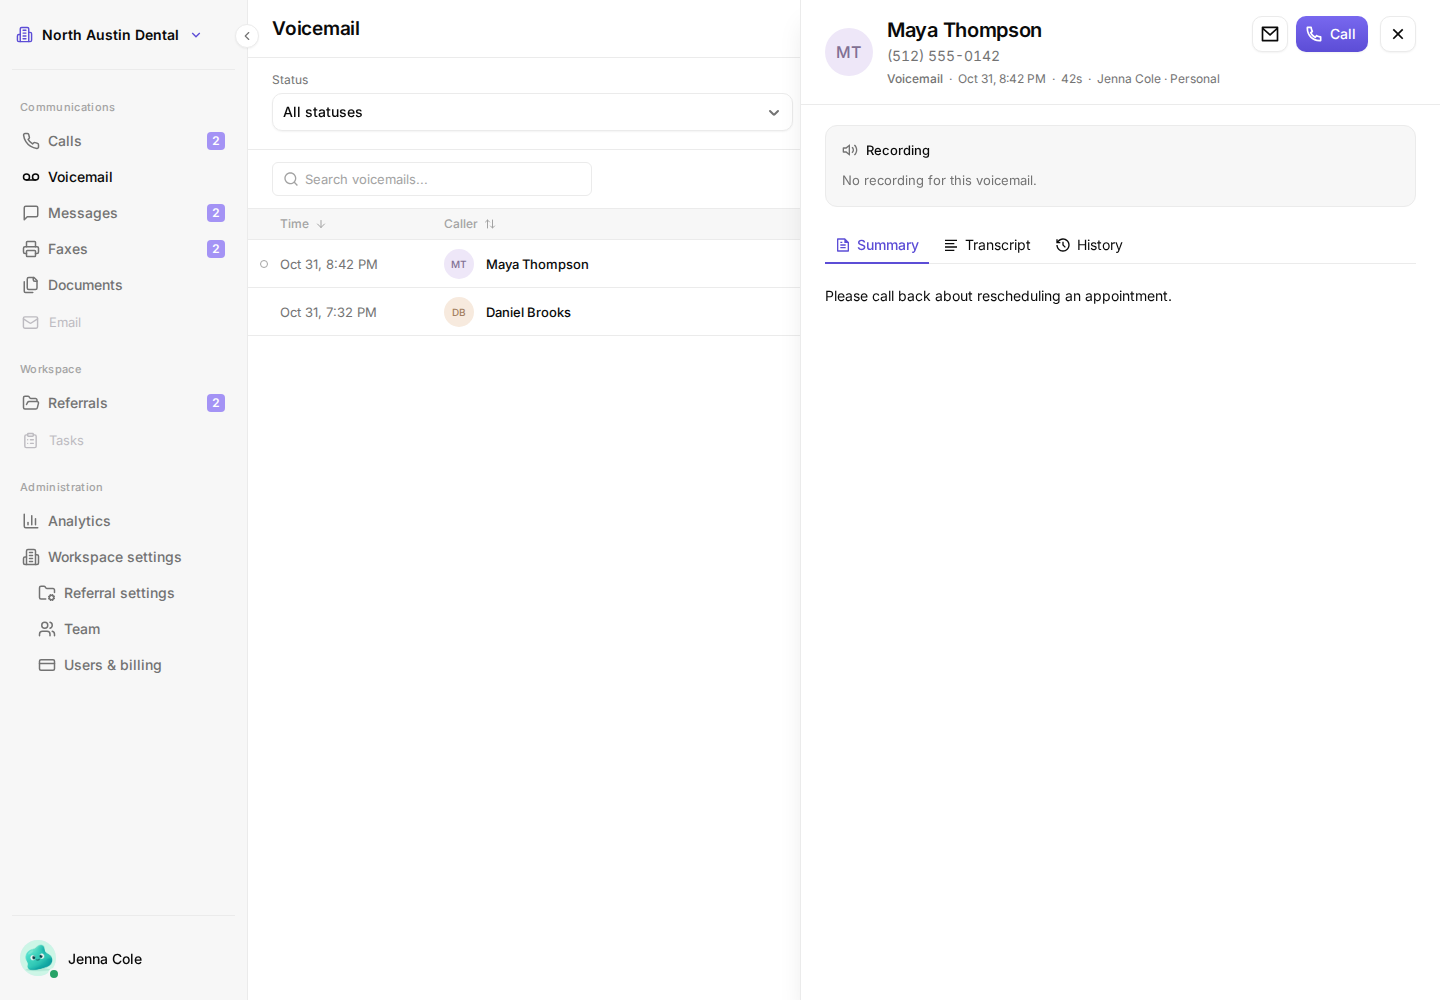 North Austin Dental
Communications
Calls 2
Voicemail
Messages 2
Faxes 2
Documents
Email
Workspace
Referrals 2
Tasks
Administration
Analytics
Workspace settings
Referral settings
Team
Users & billing
Jenna Cole
Voicemail
Status
All statuses
Search voicemails...
Time Caller
Oct 31, 8:42 PM MT Maya Thompson
Oct 31, 7:32 PM DB Daniel Brooks
MT
Maya Thompson
(512) 555-0142
Voicemail · Oct 31, 8:42 PM · 42s · Jenna Cole · Personal
Call
Recording
No recording for this voicemail.
Summary Transcript History
Please call back about rescheduling an appointment.